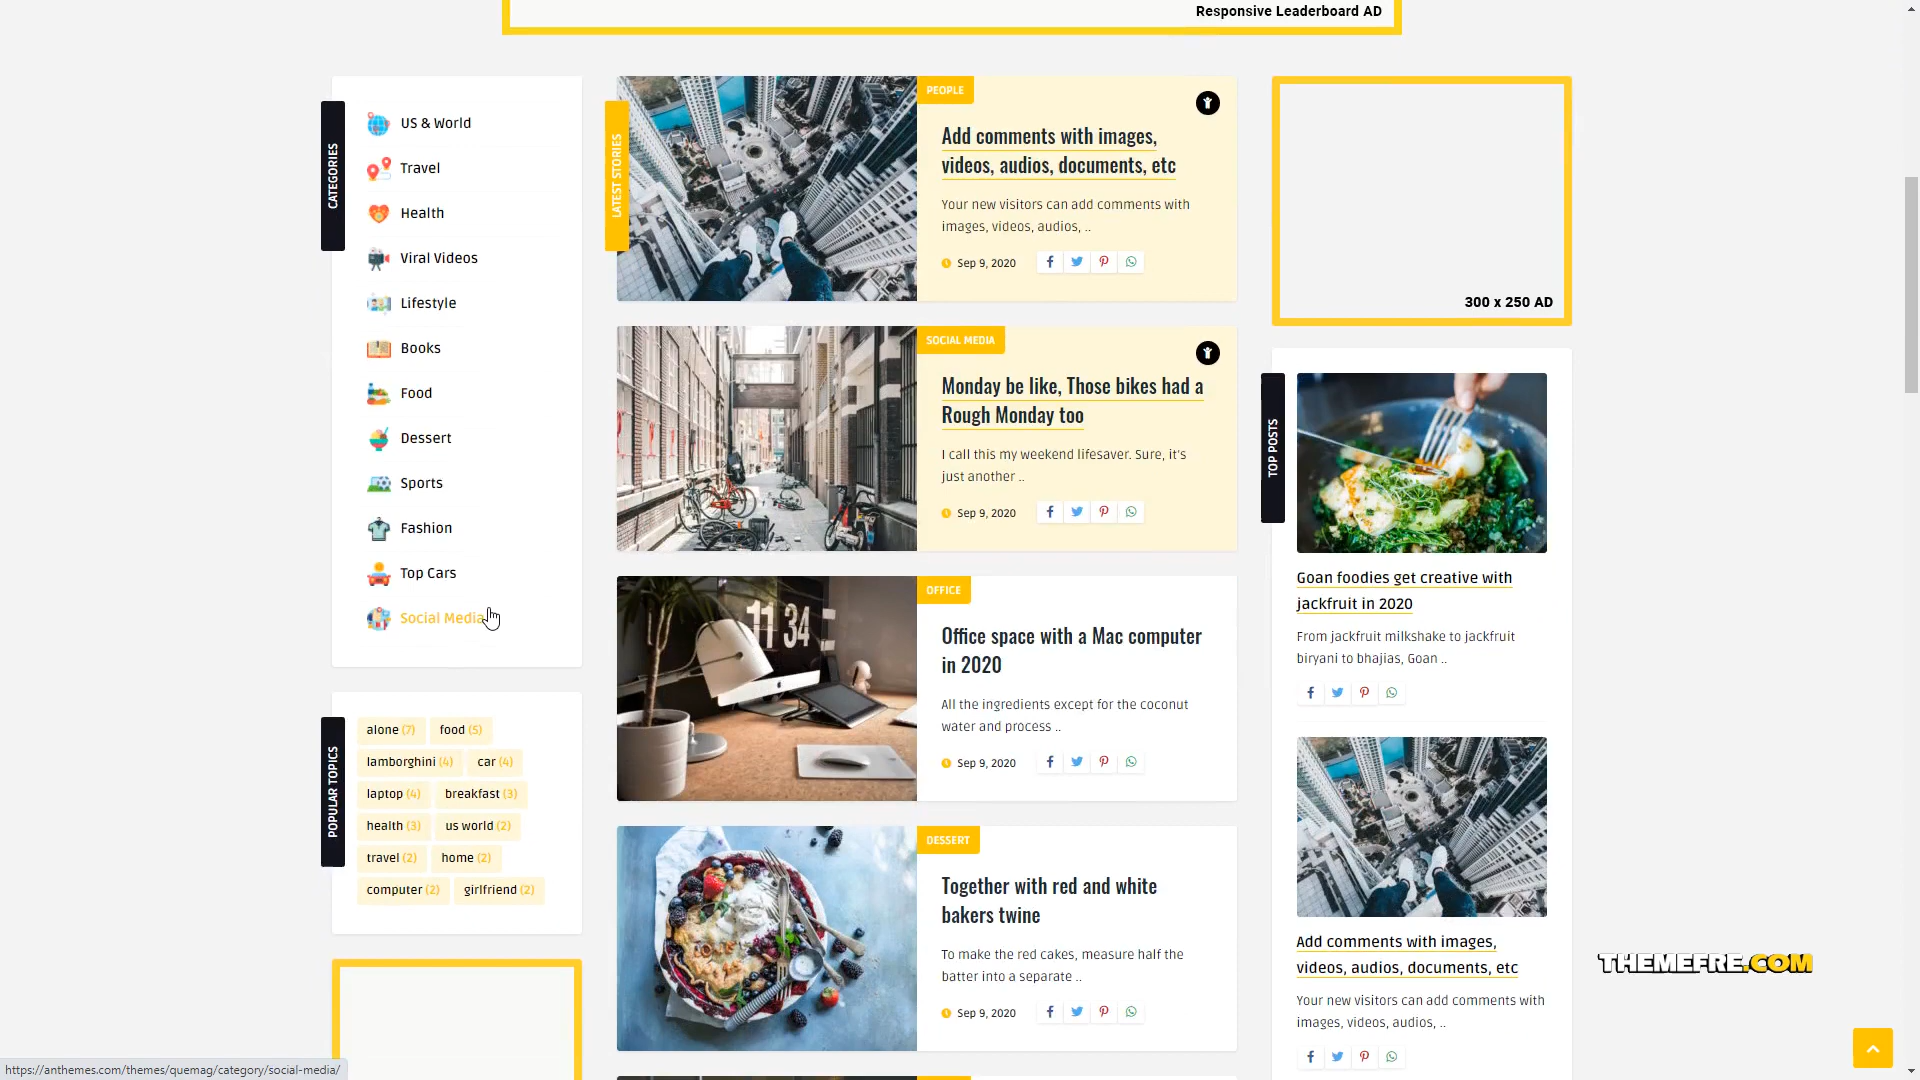 Responsive Leaderboard AD
CATEGORIES
US & World
Travel
Health
Viral Videos
Lifestyle
Books
Food
Dessert
Sports
Fashion
Top Cars
Social Media
POPULAR TOPICS
alone (7)
food (5)
lamborghini (4)
car (4)
laptop (4)
breakfast (3)
health (3)
us world (2)
travel (2)
home (2)
computer (2)
girlfriend (2)
LATEST STORIES
PEOPLE
Add comments with images,
videos, audios, documents, etc
Your new visitors can add comments with
images, videos, audios, ..
Sep 9, 2020
SOCIAL MEDIA
Monday be like, Those bikes had a
Rough Monday too
I call this my weekend lifesaver. Sure, it's
just another ..
Sep 9, 2020
11 34
OFFICE
Office space with a Mac computer
in 2020
All the ingredients except for the coconut
water and process ..
Sep 9, 2020
DESSERT
Together with red and white
bakers twine
To make the red cakes, measure half the
batter into a separate ..
Sep 9, 2020
300 x 250 AD
TOP POSTS
Goan foodies get creative with
jackfruit in 2020
From jackfruit milkshake to jackfruit
biryani to bhajias, Goan ..
Add comments with images,
videos, audios, documents, etc
Your new visitors can add comments with
images, videos, audios, ..
THEMEFRE.COM
https://anthemes.com/themes/quemag/category/social-media/